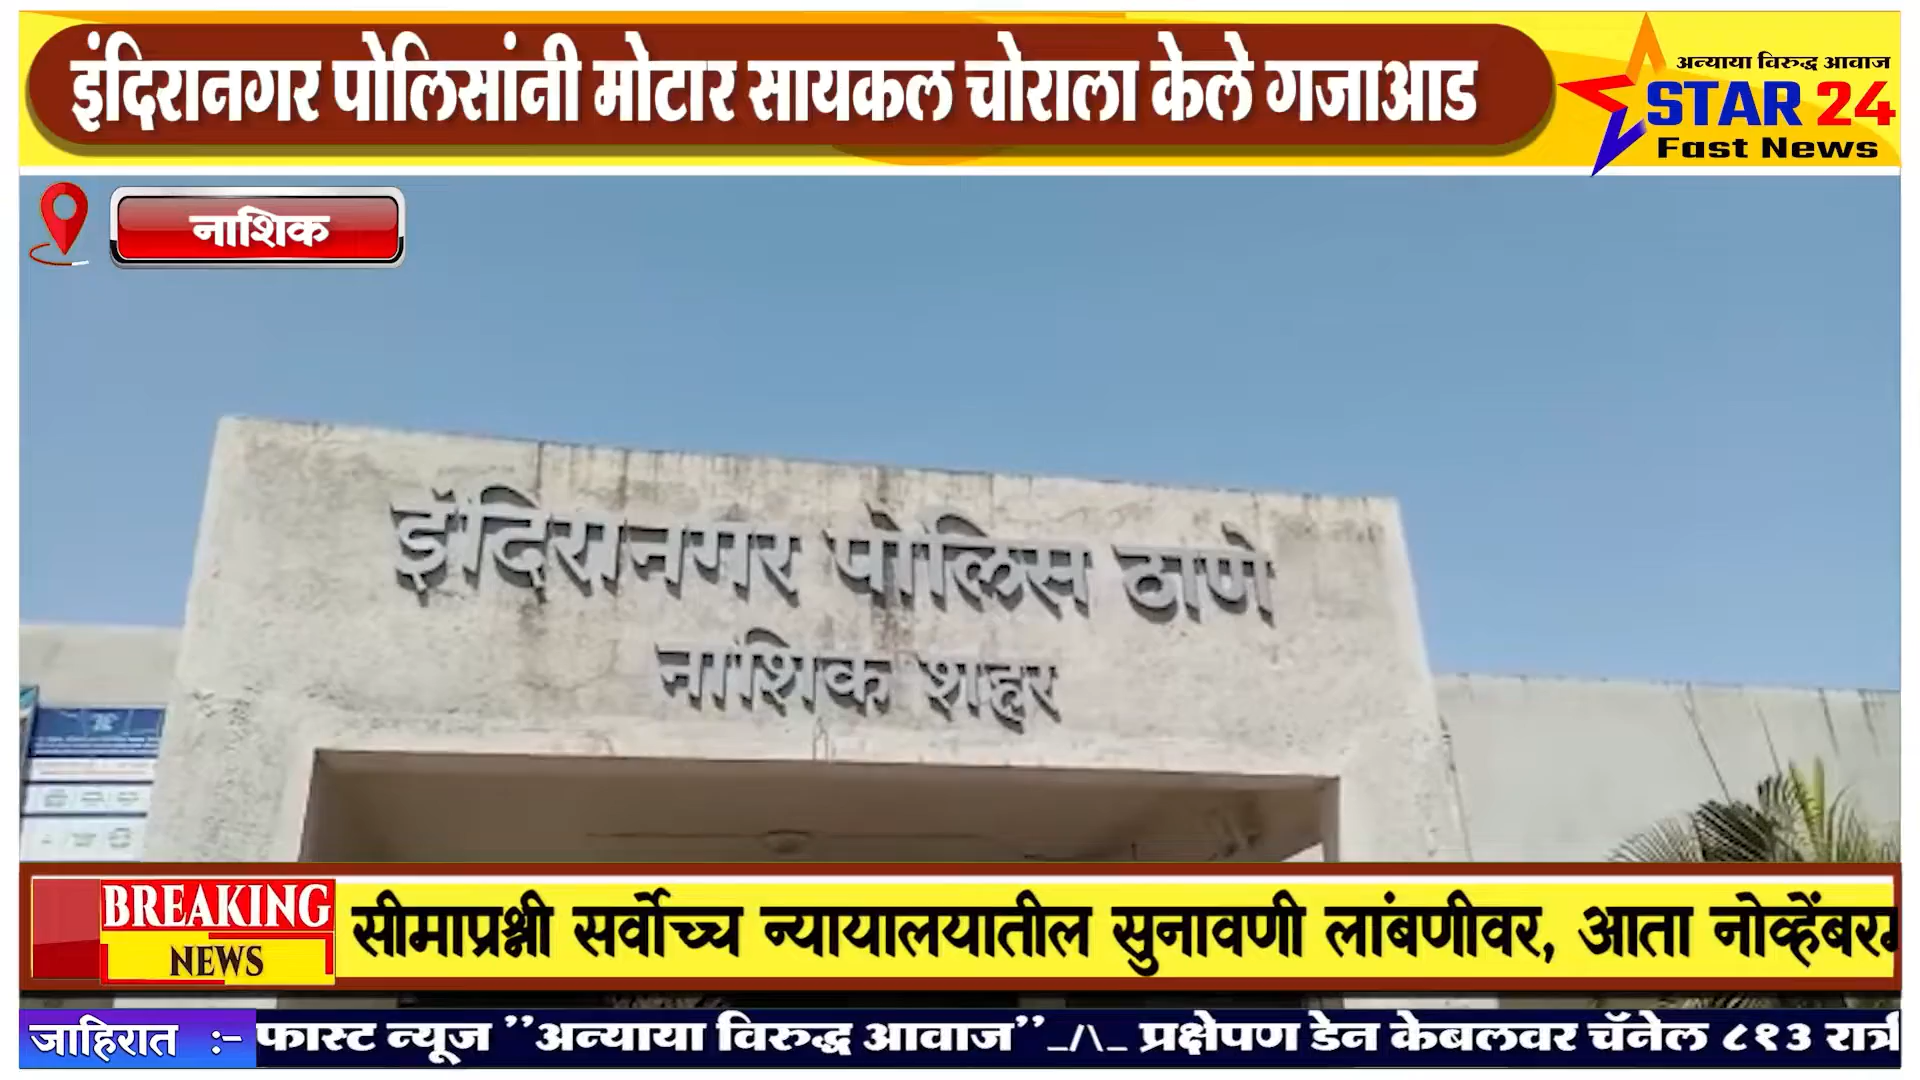 इंदिरानगर पोलिसांनी मोटार सायकल चोराला केले गजाआड
अन्याया विरुद्ध आवाज
STAR 24
Fast News
नाशिक
इंदिरानगर पोलिस ठाणे
नाशिक शहर
BREAKING
NEWS
सीमाप्रश्नी सर्वोच्च न्यायालयातील सुनावणी लांबणीवर, आता
जाहिरात :- फास्ट न्यूज ”अन्याया विरुद्ध आवाज”_/\_ प्रक्षेपण डेन केबलवर चॅनेल ८१३